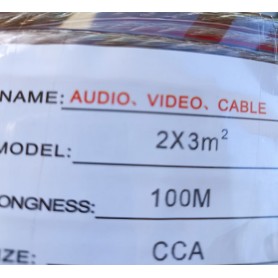 NAME: AUDIO、VIDEO、CABLE
MODEL: 2X3m²
ONGNESS: 100M
IZE: CCA